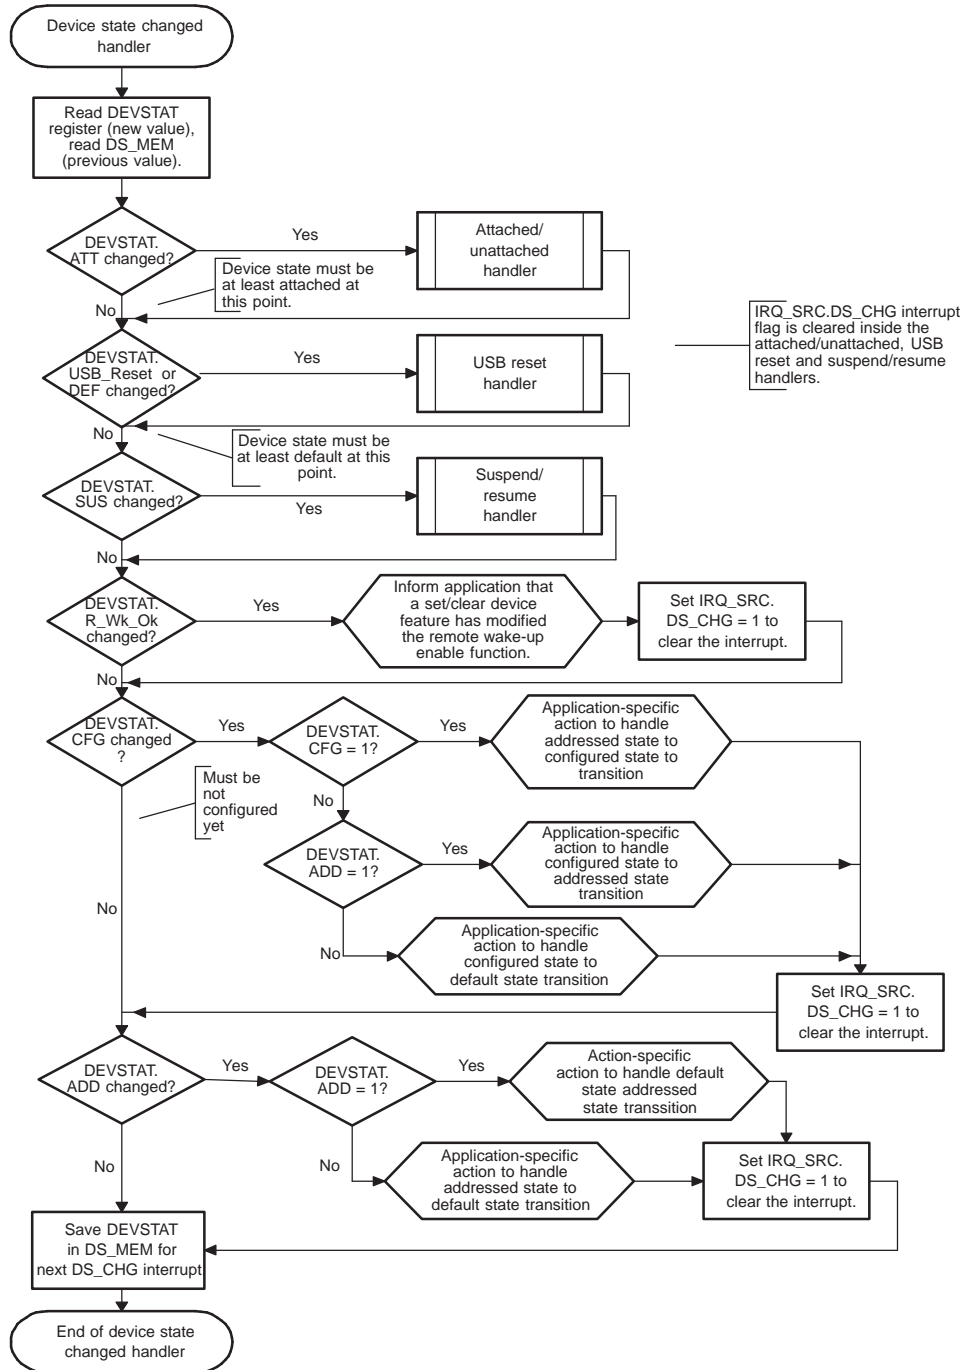 Device state changed
handler
Read DEVSTAT
register (new value),
read DS_MEM
(previous value).
DEVSTAT.
ATT changed?
Yes
Attached/
unattached
handler
Device state must be
at least attached at
this point.
No
IRQ_SRC.DS_CHG interrupt
flag is cleared inside the
attached/unattached, USB
reset and suspend/resume
handlers.
DEVSTAT.
USB_Reset or
DEF changed?
Yes
USB reset
handler
No
Device state must be
at least default at this
point.
DEVSTAT.
SUS changed?
Yes
Suspend/
resume
handler
No
DEVSTAT.
R_Wk_Ok
changed?
Yes
Inform application that
a set/clear device
feature has modified
the remote wake-up
enable function.
Set IRQ_SRC.
DS_CHG = 1 to
clear the interrupt.
No
DEVSTAT.
CFG changed
?
Yes
DEVSTAT.
CFG = 1?
Yes
Application-specific
action to handle
addressed state to
configured state to
transition
Must be
not
configured
yet
No
DEVSTAT.
ADD = 1?
Yes
Application-specific
action to handle
configured state to
addressed state
transition
No
No
Application-specific
action to handle
configured state to
default state transition
Set IRQ_SRC.
DS_CHG = 1 to
clear the interrupt.
DEVSTAT.
ADD changed?
Yes
DEVSTAT.
ADD = 1?
Yes
Action-specific
action to handle default
state addressed
state transsition
No
No
Application-specific
action to handle
addressed state to
default state transition
Set IRQ_SRC.
DS_CHG = 1 to
clear the interrupt.
Save DEVSTAT
in DS_MEM for
next DS_CHG interrupt
End of device state
changed handler